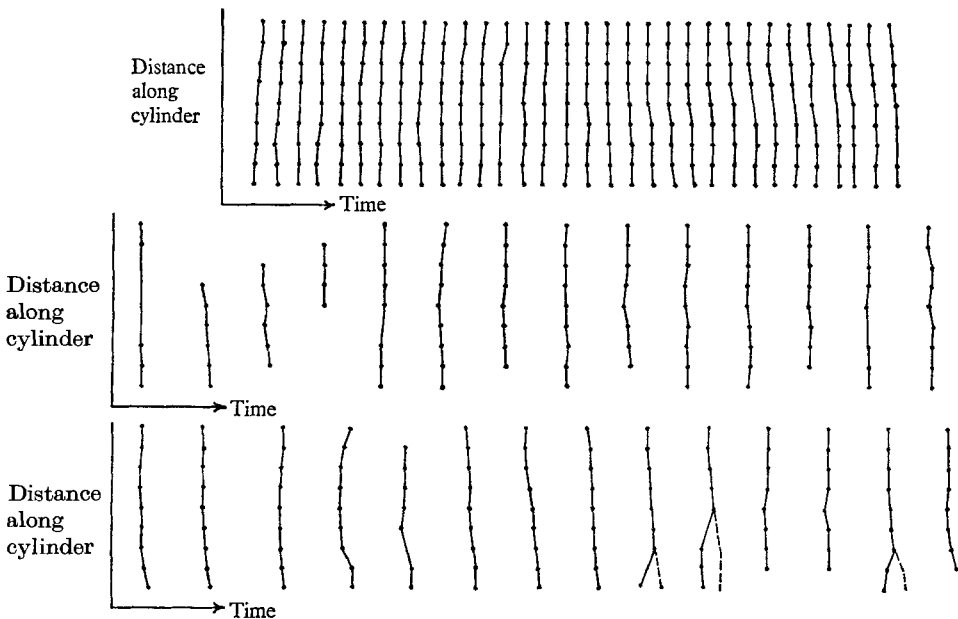 Distance
along
cylinder
Time
Distance
along
cylinder
Time
Distance
along
cylinder
Time